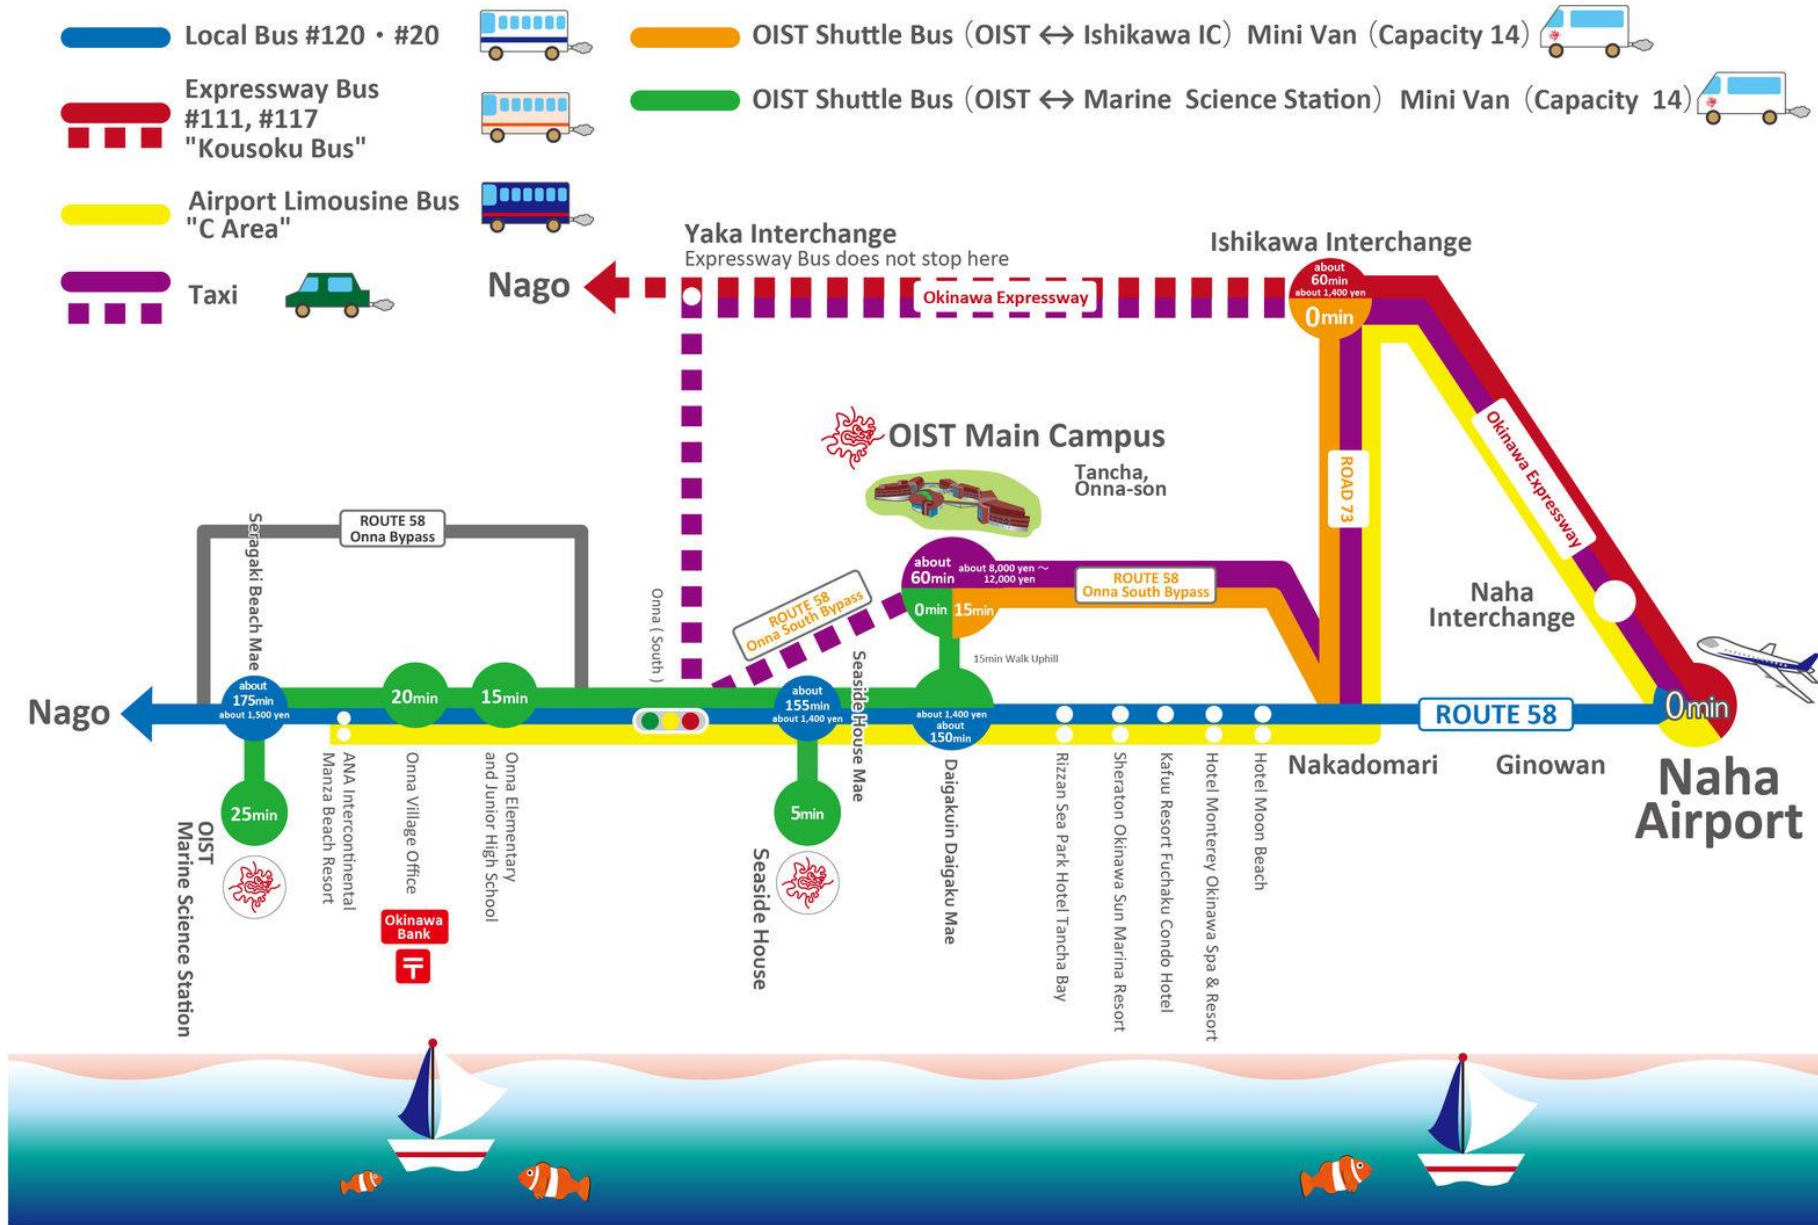 Local Bus #120・#20
Expressway Bus
#111, #117
"Kousoku Bus"
Airport Limousine Bus
"C Area"
Taxi
OIST Shuttle Bus（OIST ↔ Ishikawa IC）Mini Van（Capacity 14）
OIST Shuttle Bus（OIST ↔ Marine Science Station）Mini Van（Capacity 14）
Yaka Interchange
Expressway Bus does not stop here
Nago
Okinawa Expressway
Ishikawa Interchange
about
60min
about 1,400 yen
0min
Okinawa Expressway
ROAD 73
OIST Main Campus
Tancha,
Onna-son
ROUTE 58
Onna Bypass
Seragaki Beach Mae
Onna ( South )
ROUTE 58
Onna South Bypass
about
60min
about 8,000 yen ～
12,000 yen
0min
15min
ROUTE 58
Onna South Bypass
15min Walk Uphill
Naha
Interchange
Nago
about
175min
about 1,500 yen
20min
15min
about
155min
about 1,400 yen
Seaside House Mae
about 1,400 yen
about
150min
ROUTE 58
0min
Nakadomari
Ginowan
Naha
Airport
25min
OIST
Marine Science Station
ANA Intercontinental
Manza Beach Resort
Onna Village Office
Okinawa
Bank
〒
Onna Elementary
and Junior High School
5min
Seaside House
Daigakuin Daigaku Mae
Rizzan Sea Park Hotel Tancha Bay
Sheraton Okinawa Sun Marina Resort
Kafuu Resort Fuchaku Condo Hotel
Hotel Monterey Okinawa Spa & Resort
Hotel Moon Beach